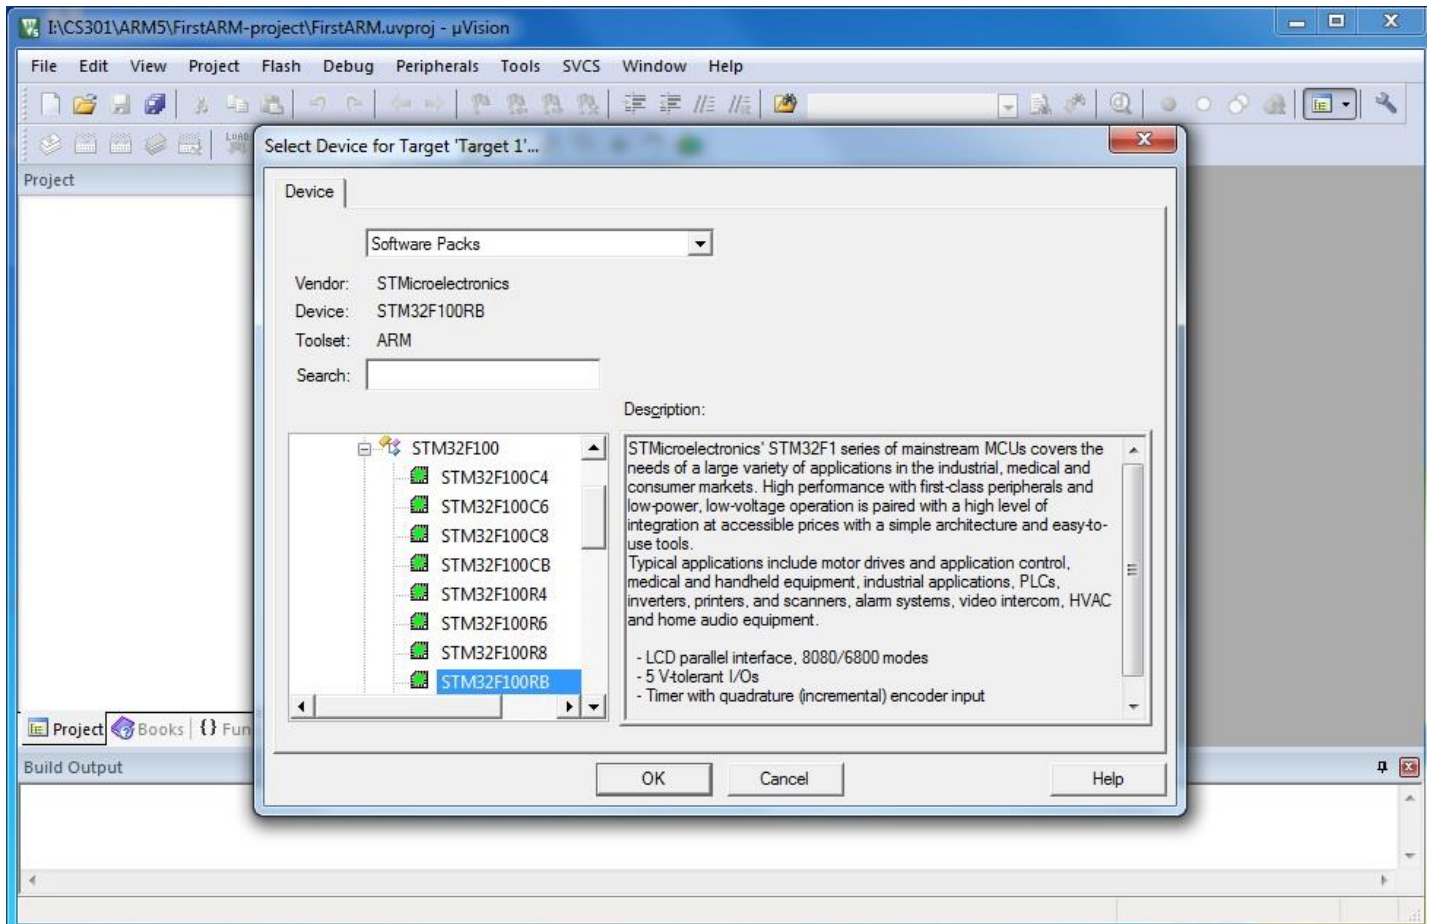 I:\CS301\ARM5\FirstARM-project\FirstARM.uvproj - µVision
File Edit View Project Flash Debug Peripherals Tools SVCS Window Help
LOAD
Select Device for Target 'Target 1'...
Project
Device
Software Packs
Vendor: STMicroelectronics
Device: STM32F100RB
Toolset: ARM
Search:
Description:
STM32F100
STM32F100C4
STM32F100C6
STM32F100C8
STM32F100CB
STM32F100R4
STM32F100R6
STM32F100R8
STM32F100RB
STMicroelectronics' STM32F1 series of mainstream MCUs covers the
needs of a large variety of applications in the industrial, medical and
consumer markets. High performance with first-class peripherals and
low-power, low-voltage operation is paired with a high level of
integration at accessible prices with a simple architecture and easy-to-
use tools.
Typical applications include motor drives and application control,
medical and handheld equipment, industrial applications, PLCs,
inverters, printers, and scanners, alarm systems, video intercom, HVAC
and home audio equipment.
- LCD parallel interface, 8080/6800 modes
- 5 V-tolerant I/Os
- Timer with quadrature (incremental) encoder input
Project Books {} Fun
Build Output
OK Cancel Help